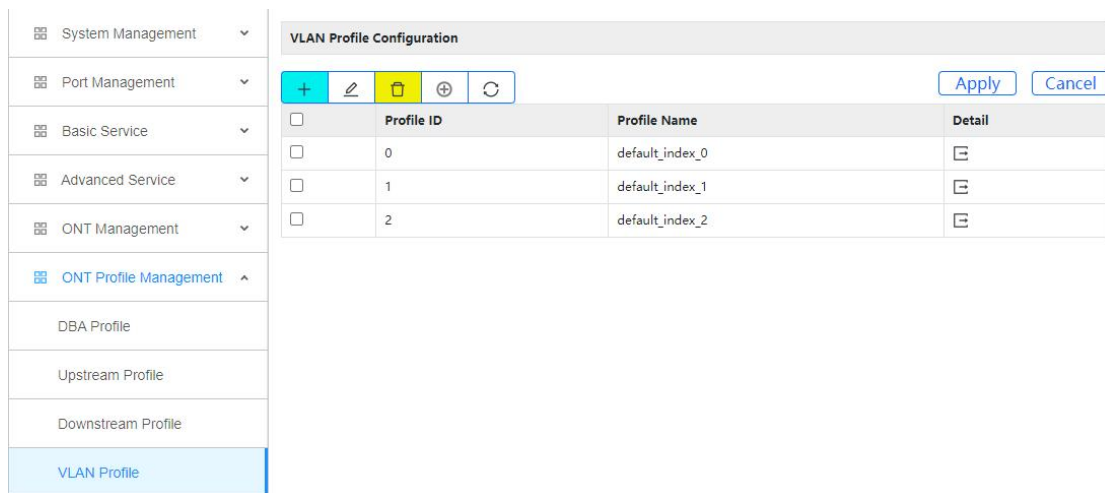 System Management
Port Management
Basic Service
Advanced Service
ONT Management
ONT Profile Management
DBA Profile
Upstream Profile
Downstream Profile
VLAN Profile
VLAN Profile Configuration
Apply Cancel
Profile ID Profile Name Detail
0 default_index_0
1 default_index_1
2 default_index_2